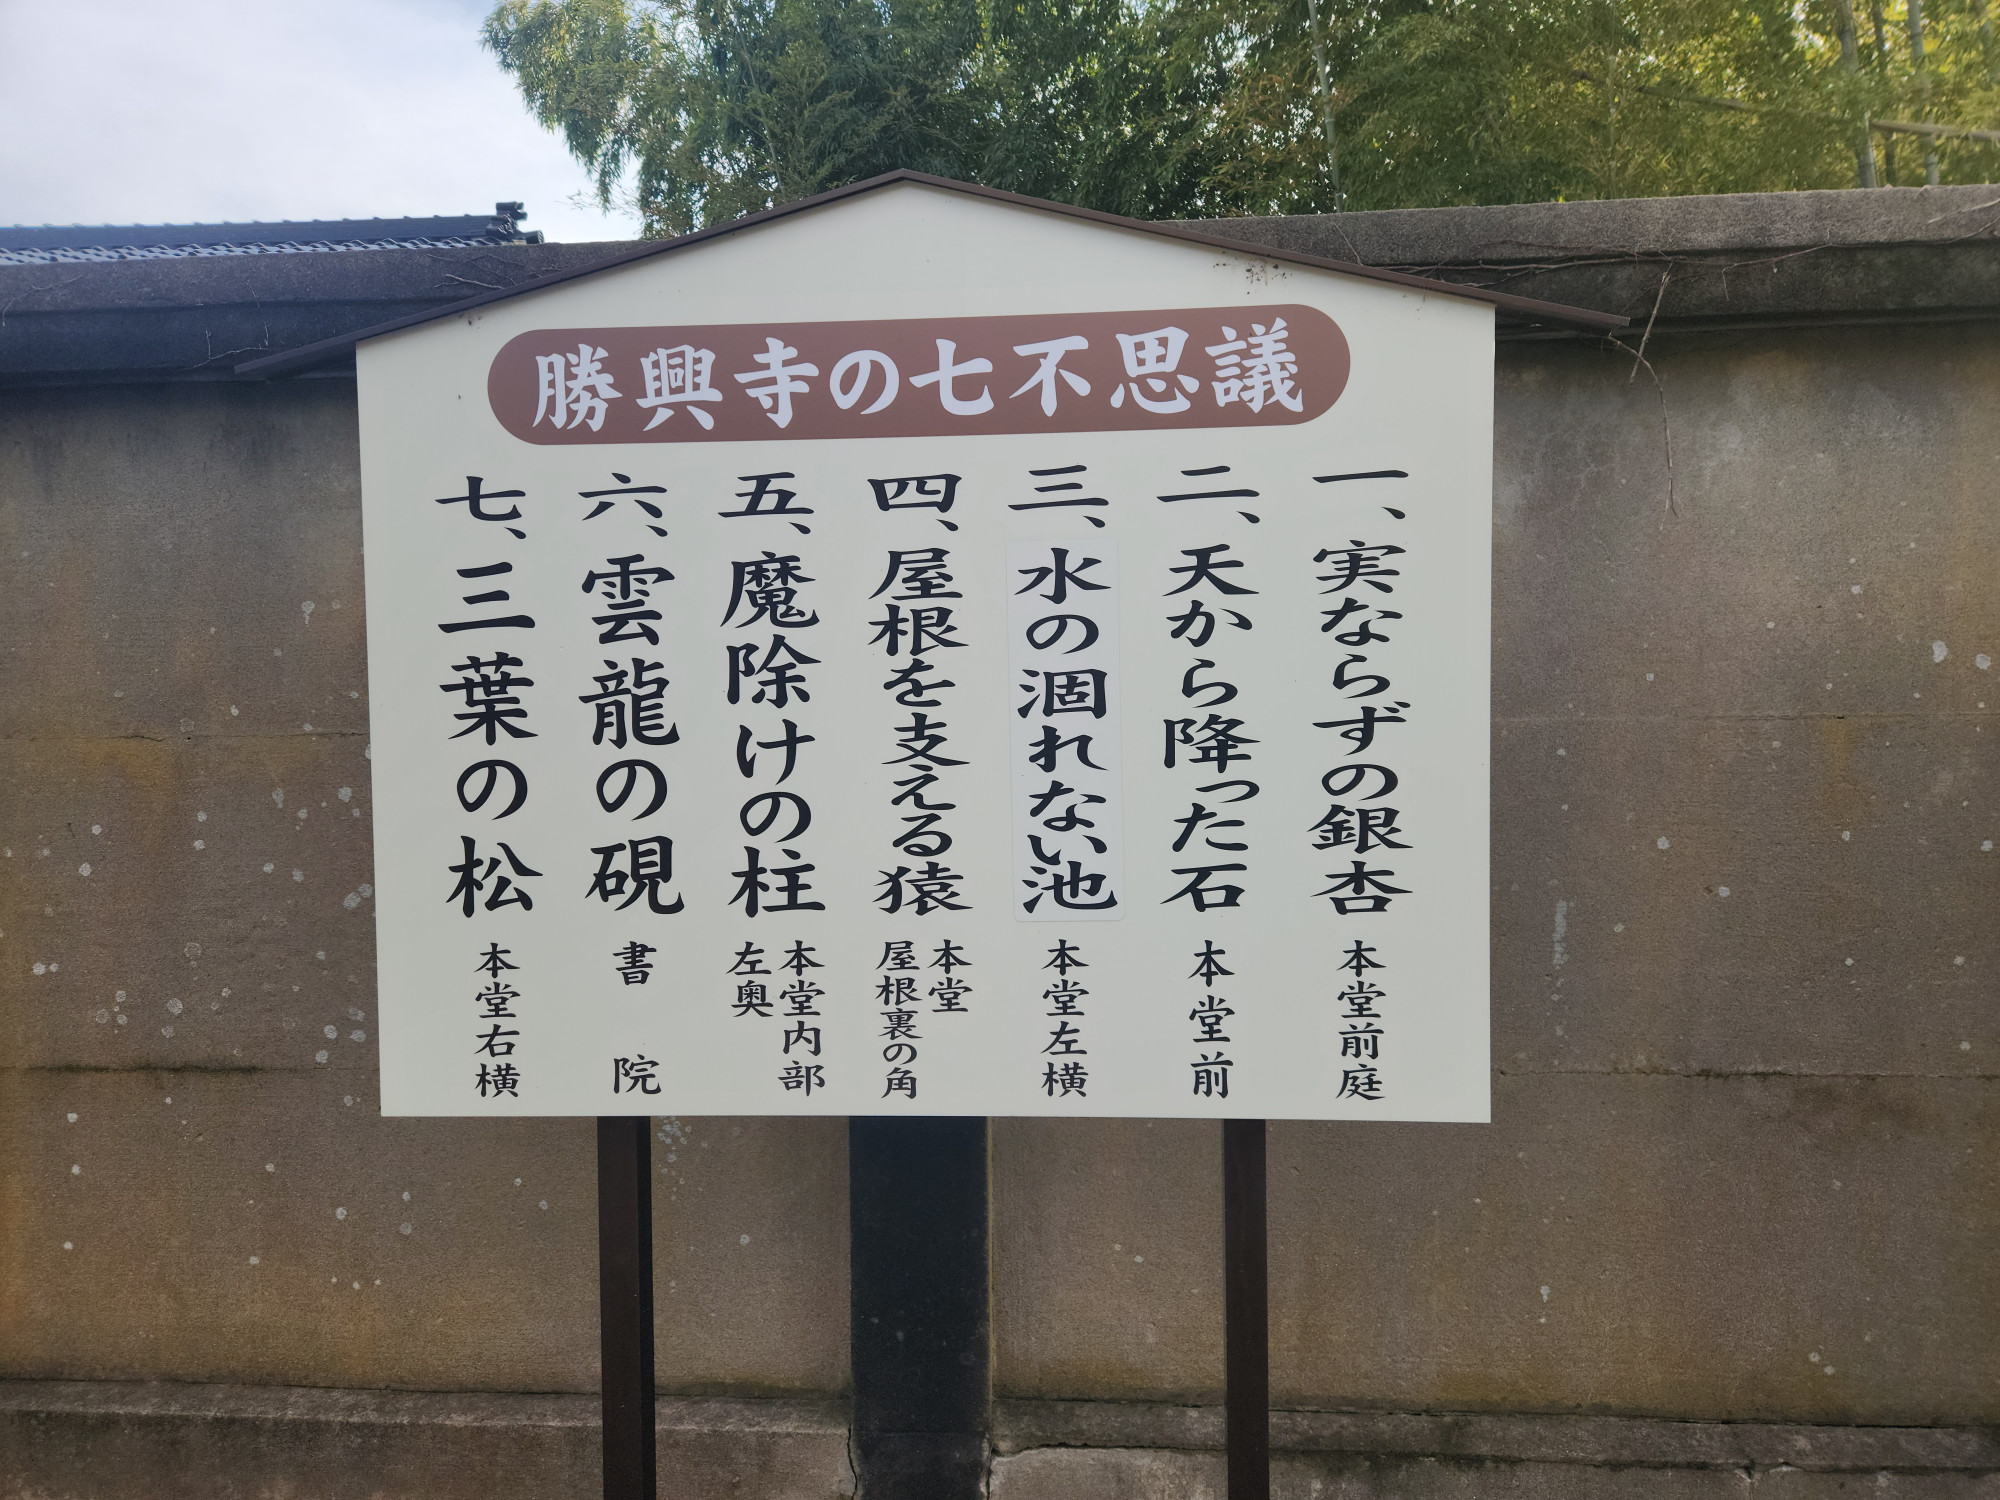 勝興寺の七不思議
一、実ならずの銀杏 本堂前庭
二、天から降った石 本堂前
三、水の涸れない池 本堂左横
四、屋根を支える猿 本堂
屋根裏の角
五、魔除けの柱 本堂内部
左奥
六、雲龍の硯 書院
七、三葉の松 本堂右横